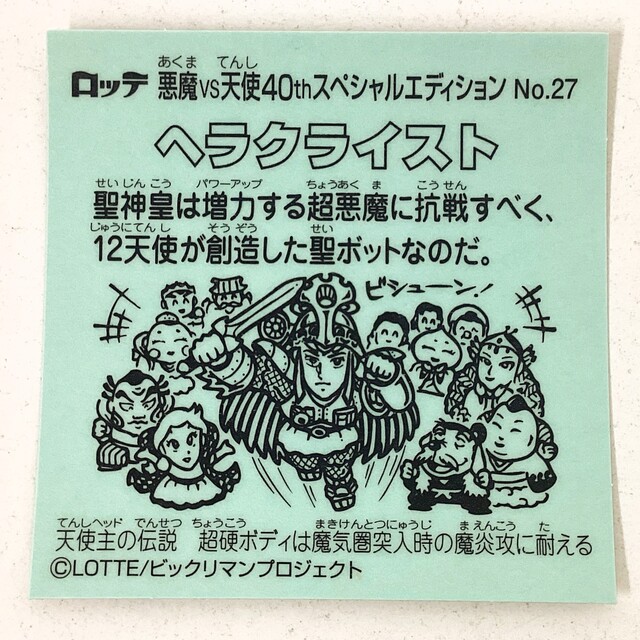 あくま てんし
ロッテ 悪魔VS天使40thスペシャルエディション No.27
ヘラクライスト
せいじんこう パワーアップ ちょうあくま こうせん
聖神皇は増力する超悪魔に抗戦すべく、
じゅうにてんし そうぞう せい
12天使が創造した聖ボットなのだ。
ビシューン!
てんしヘッド でんせつ ちょうこう まきけんとつにゅうじ まえんこう た
天使主の伝説 超硬ボディは魔気圏突入時の魔炎攻に耐える
©LOTTE/ビックリマンプロジェクト